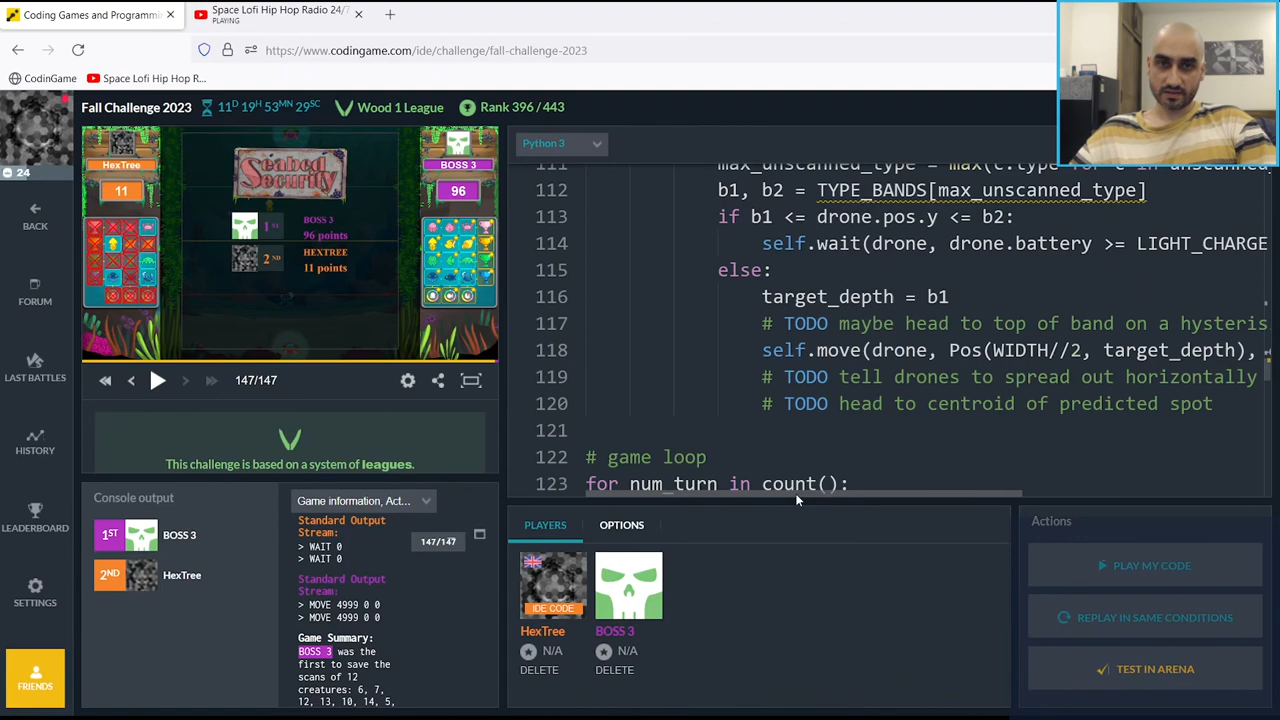 Coding Games and Programmin
Space Lofi Hip Hop Radio 24/7
PLAYING
https://www.codingame.com/ide/challenge/fall-challenge-2023
CodinGame
Space Lofi Hip Hop R...
Fall Challenge 2023
11D 19H 53MN 29SC
Wood 1 League
Rank 396 / 443
24
BACK
FORUM
LAST BATTLES
HISTORY
LEADERBOARD
SETTINGS
FRIENDS
HexTree
11
Seabed
Security
BOSS 3
96
1ST
BOSS 3
96 points
2ND
HEXTREE
11 points
147/147
This challenge is based on a system of leagues.
Console output
Game information, Act...
1ST BOSS 3
2ND HexTree
147/147
Standard Output
Stream:
> WAIT 0
> WAIT 0
Standard Output
Stream:
> MOVE 4999 0 0
> MOVE 4999 0 0
Game Summary:
BOSS 3 was the
first to save the
scans of 12
creatures: 6, 7,
12, 13, 10, 14, 5,
Python 3
111 max_unscanned_type = max(c.type for c in unscanned_
112 b1, b2 = TYPE_BANDS[max_unscanned_type]
113 if b1 <= drone.pos.y <= b2:
114 self.wait(drone, drone.battery >= LIGHT_CHARGE
115 else:
116 target_depth = b1
117 # TODO maybe head to top of band on a hysteris
118 self.move(drone, Pos(WIDTH//2, target_depth),
119 # TODO tell drones to spread out horizontally
120 # TODO head to centroid of predicted spot
121
122 # game loop
123 for num_turn in count():
PLAYERS
OPTIONS
IDE CODE
HexTree
N/A
DELETE
BOSS 3
N/A
DELETE
Actions
PLAY MY CODE
REPLAY IN SAME CONDITIONS
TEST IN ARENA